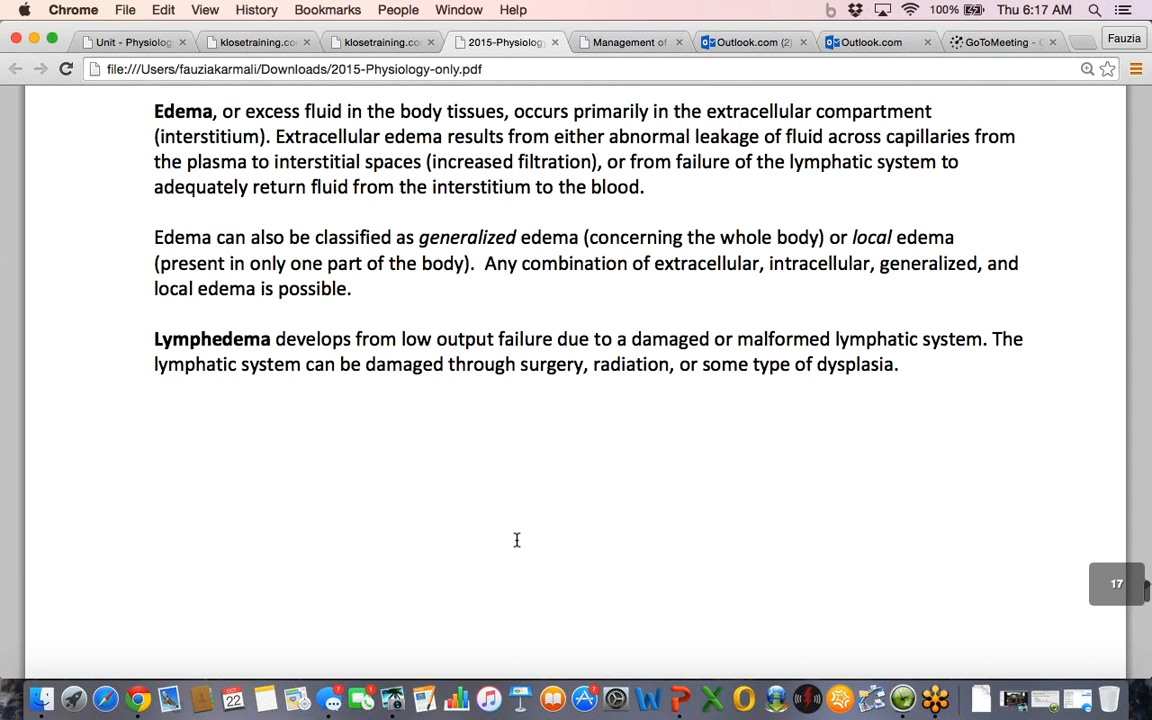 Chrome File Edit View History Bookmarks People Window Help 100% Thu 6:17 AM
Unit - Physiolog klosetraining.co klosetraining.co 2015-Physiology Management of Outlook.com (2) Outlook.com GoToMeeting - C Fauzia
file:///Users/fauziakarmali/Downloads/2015-Physiology-only.pdf
Edema, or excess fluid in the body tissues, occurs primarily in the extracellular compartment
(interstitium). Extracellular edema results from either abnormal leakage of fluid across capillaries from
the plasma to interstitial spaces (increased filtration), or from failure of the lymphatic system to
adequately return fluid from the interstitium to the blood.
Edema can also be classified as generalized edema (concerning the whole body) or local edema
(present in only one part of the body).  Any combination of extracellular, intracellular, generalized, and
local edema is possible.
Lymphedema develops from low output failure due to a damaged or malformed lymphatic system. The
lymphatic system can be damaged through surgery, radiation, or some type of dysplasia.
17